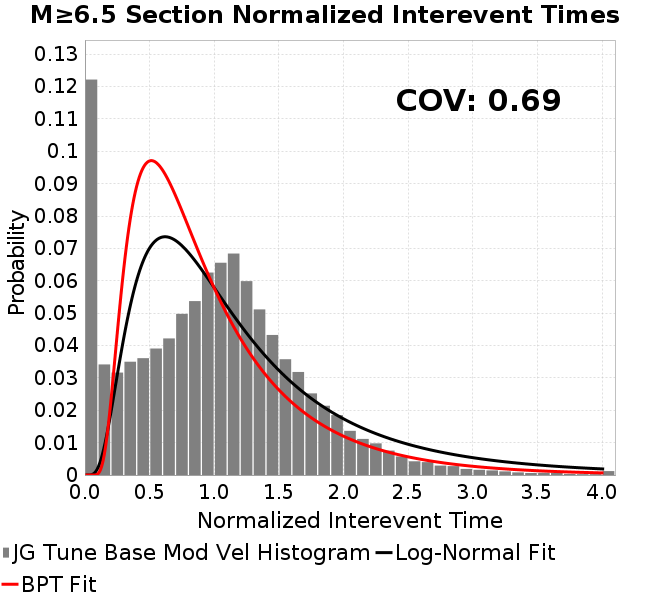 M≥6.5 Section Normalized Interevent Times
COV: 0.69
Probability
0.13
0.12
0.11
0.1
0.09
0.08
0.07
0.06
0.05
0.04
0.03
0.02
0.01
0
0.0 0.5 1.0 1.5 2.0 2.5 3.0 3.5 4.0
Normalized Interevent Time
JG Tune Base Mod Vel Histogram Log-Normal Fit
BPT Fit